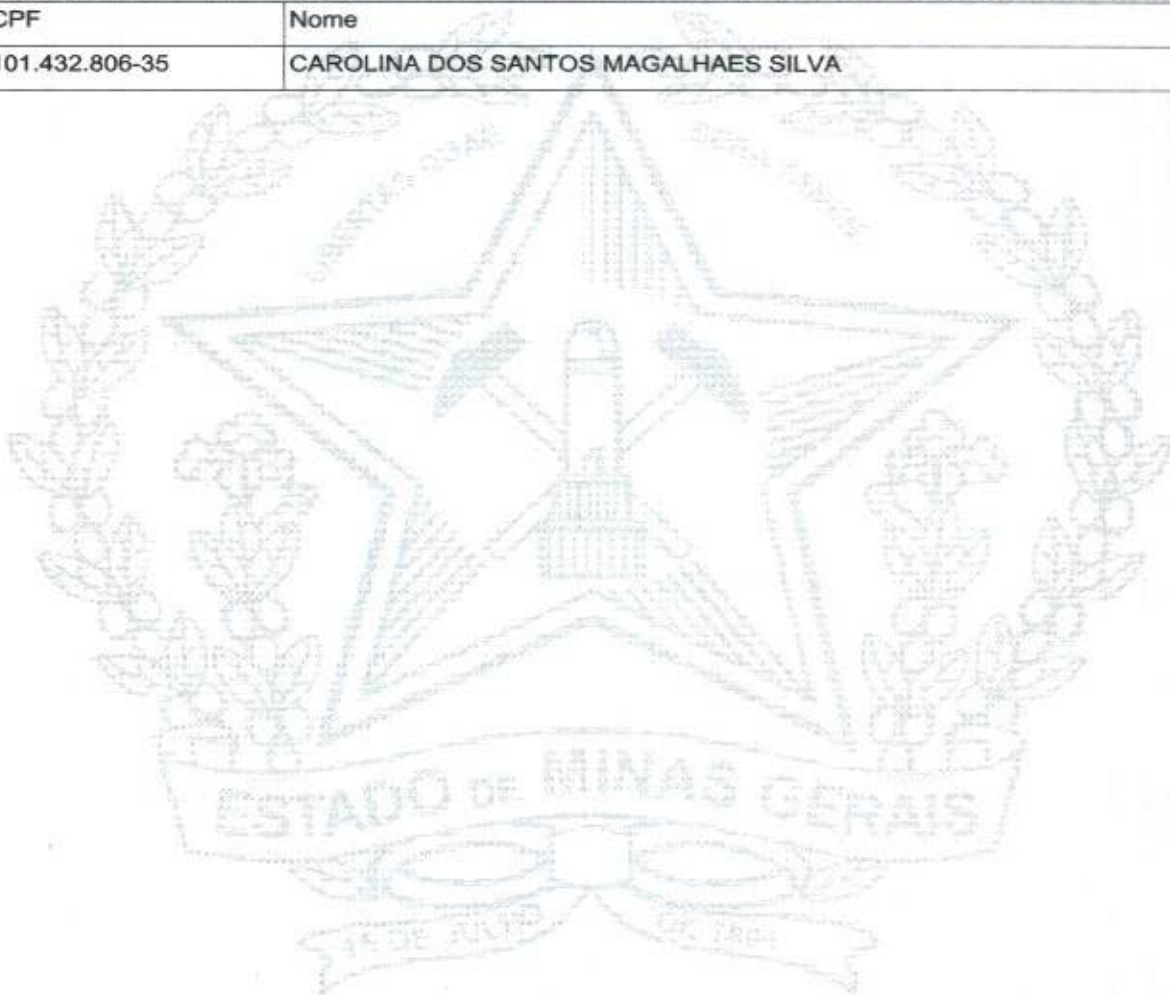 CPF Nome
101.432.806-35 CAROLINA DOS SANTOS MAGALHAES SILVA
ESTADO DE MINAS GERAIS